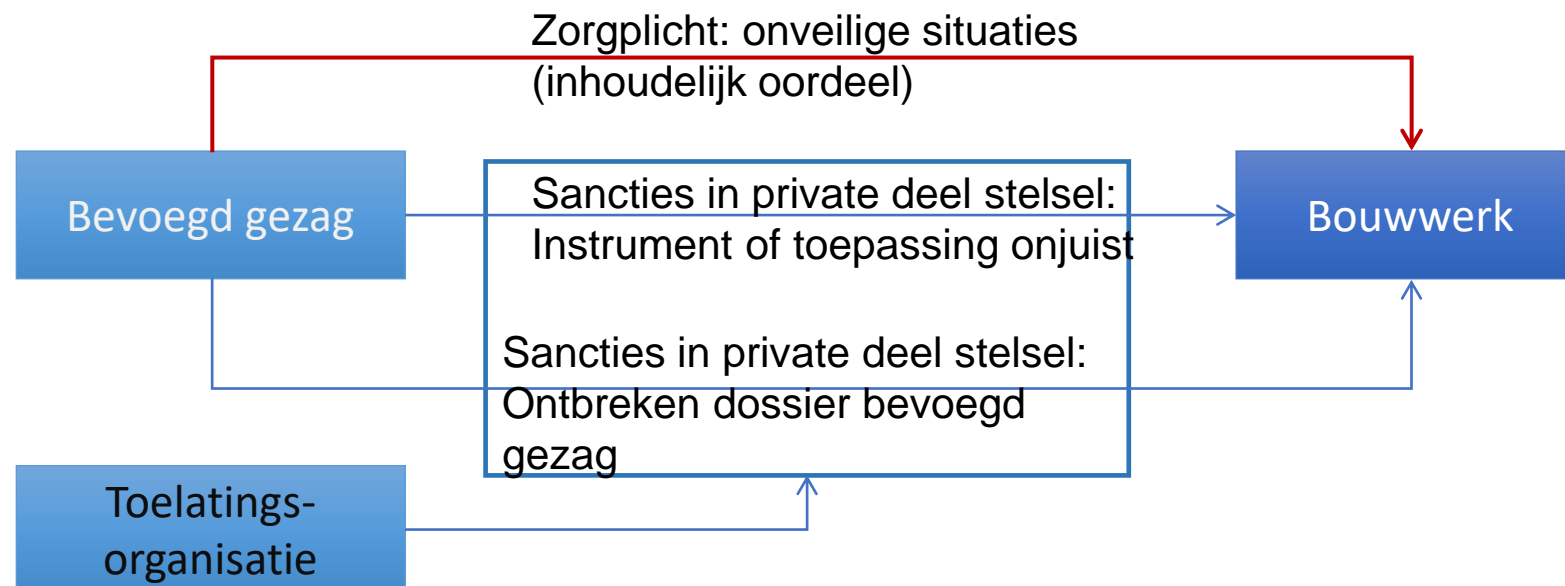 Zorgplicht: onveilige situaties
(inhoudelijk oordeel)
Bevoegd gezag
Sancties in private deel stelsel:
Instrument of toepassing onjuist
Bouwwerk
Sancties in private deel stelsel:
Ontbreken dossier bevoegd
gezag
Toelatings-
organisatie